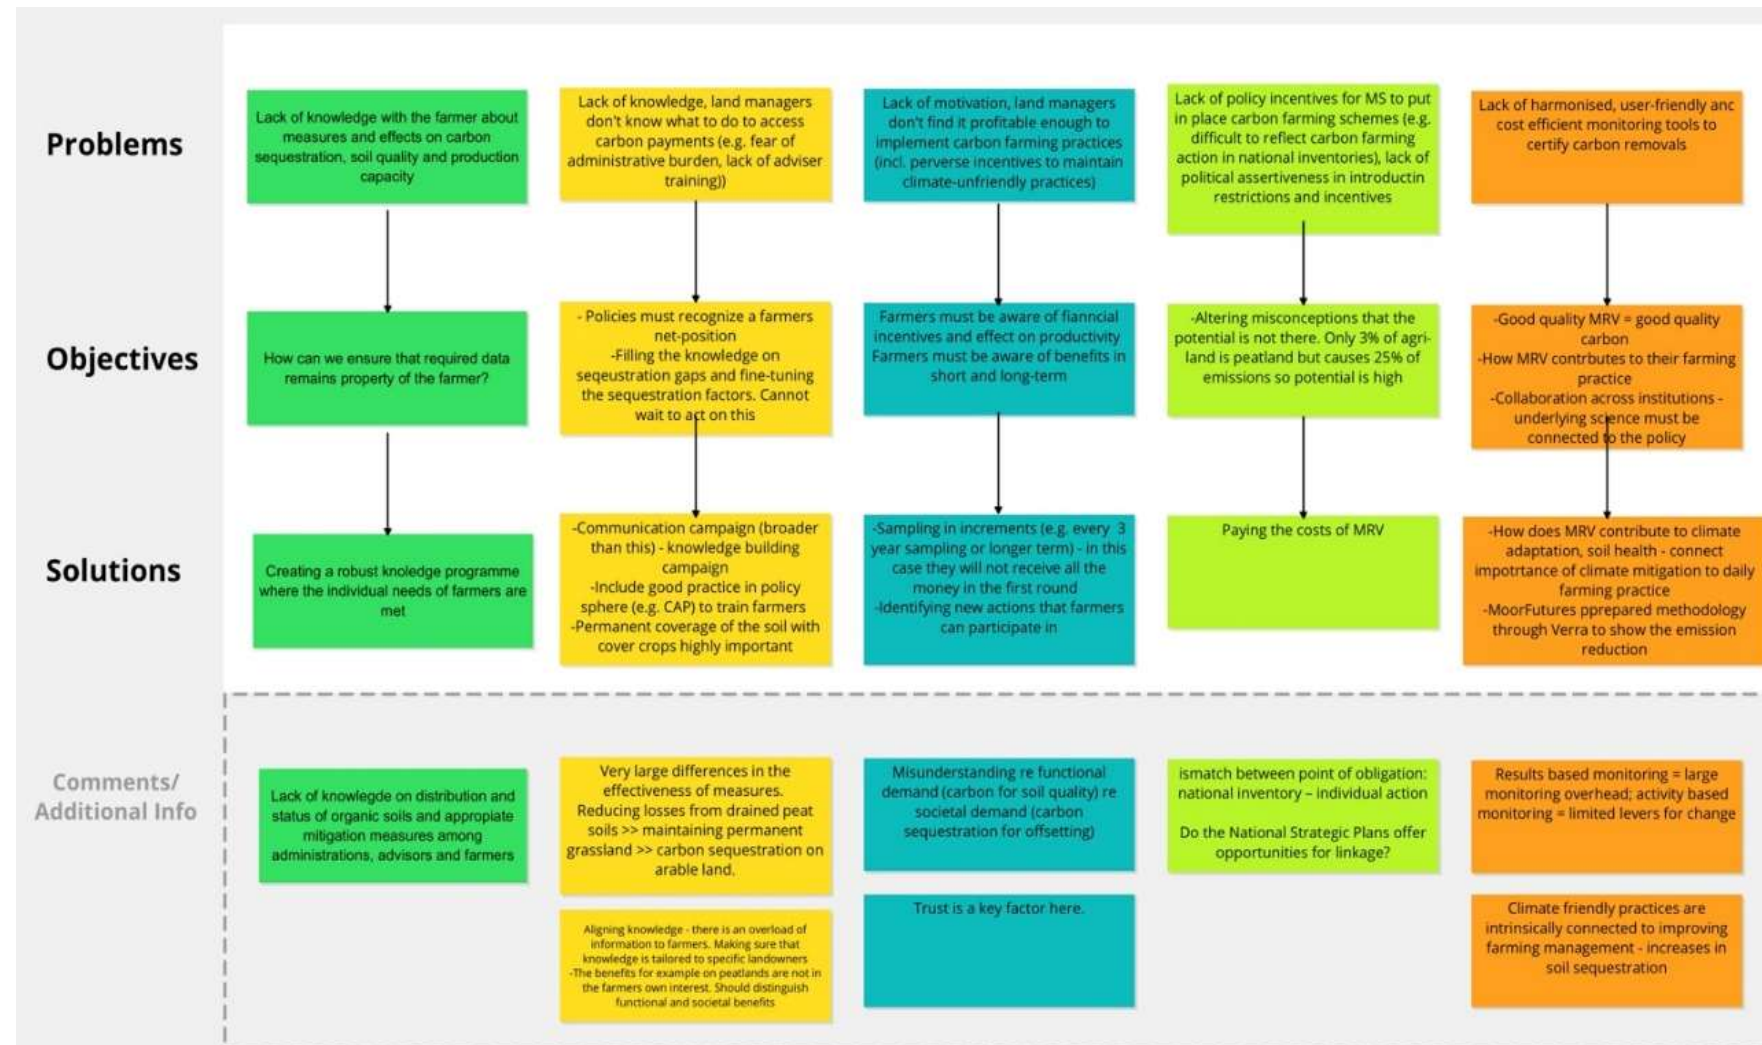 Problems
Lack of knowledge with the farmer about
measures and effects on carbon
sequestration, soil quality and production
capacity
Lack of knowledge, land managers
don't know what to do to access
carbon payments (e.g. fear of
administrative burden, lack of adviser
training))
Lack of motivation, land managers
don't find it profitable enough to
implement carbon farming practices
(incl. perverse incentives to maintain
climate-unfriendly practices)
Lack of policy incentives for MS to put
in place carbon farming schemes (e.g.
difficult to reflect carbon farming
action in national inventories), lack of
political assertiveness in introductin
restrictions and incentives
Lack of harmonised, user-friendly anc
cost efficient monitoring tools to
certify carbon removals
Objectives
How can we ensure that required data
remains property of the farmer?
- Policies must recognize a farmers
net-position
-Filling the knowledge on
seqeustration gaps and fine-tuning
the sequestration factors. Cannot
wait to act on this
Farmers must be aware of fianncial
incentives and effect on productivity
Farmers must be aware of benefits in
short and long-term
-Altering misconceptions that the
potential is not there. Only 3% of agri-
land is peatland but causes 25% of
emissions so potential is high
-Good quality MRV = good quality
carbon
-How MRV contrbutes to their farming
practice
-Collaboration across institutions -
underlying science must be
connected to the policy
Solutions
Creating a robust knoledge programme
where the individual needs of farmers are
met
-Communication campaign (broader
than this) - knowledge building
campaign
-Include good practice in policy
sphere (e.g. CAP) to train farmers
-Permanent coverage of the soil with
cover crops highly important
-Sampling in increments (e.g. every 3
year sampling or longer term) - in this
case they will not receive all the
money in the first round
-Identifying new actions that farmers
can participate in
Paying the costs of MRV
-How does MRV contribute to climate
adaptation, soil health - connect
impotrtance of climate mitigation to daily
farming practice
-MoorFutures pprepared methodology
through Verra to show the emission
reduction
Comments/
Additional Info
Lack of knowlegde on distribution and
status of organic soils and appropiate
mitigation measures among
administrations, advisors and farmers
Very large differences in the
effectiveness of measures.
Reducing losses from drained peat
soils >> maintaining permanent
grassland >> carbon sequestration on
arable land.
Misunderstanding re functional
demand (carbon for soil quality) re
societal demand (carbon
sequestration for offsetting)
ismatch between point of obligation:
national inventory – individual action
Do the National Strategic Plans offer
opportunities for linkage?
Results based monitoring = large
monitoring overhead; activity based
monitoring = limited levers for change
Aligning knowledge - there is an overload of
information to farmers. Making sure that
knowledge is tailored to specific landowners
-The benefits for example on peatlands are not in
the farmers own interest. Should distinguish
functional and societal benefits
Trust is a key factor here.
Climate friendly practices are
intrinsically connected to improving
farming management - increases in
soil sequestration